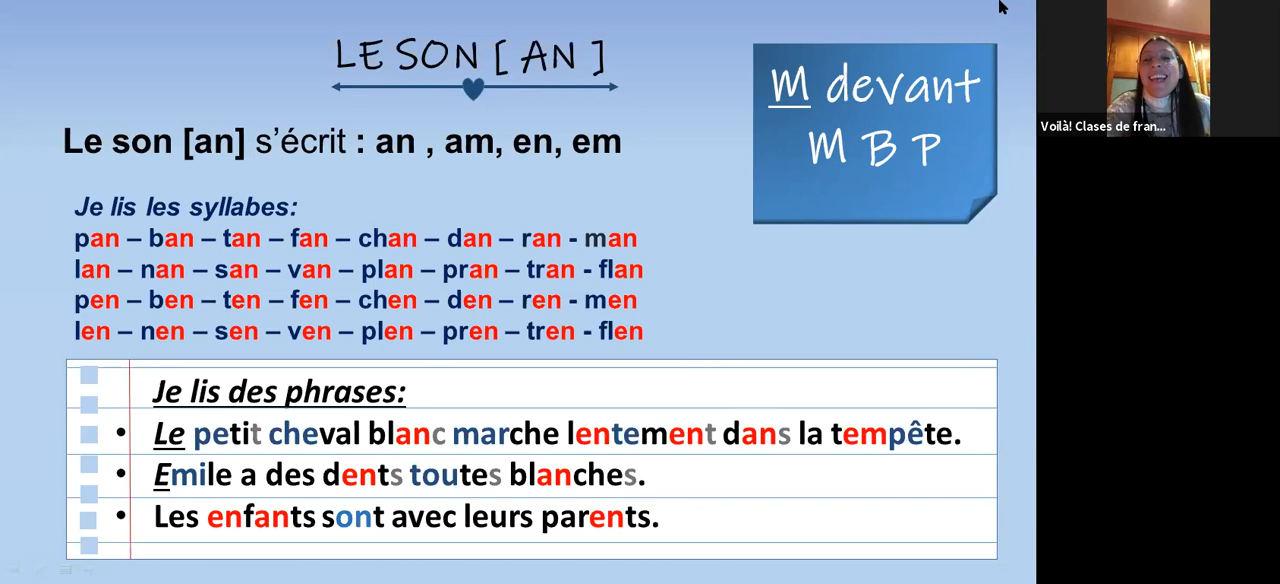 LE SON [ AN ]
M devant
M B P
Le son [an] s'écrit : an , am, en, em
Je lis les syllabes:
pan – ban – tan – fan – chan – dan – ran - man
lan – nan – san – van – plan – pran – tran - flan
pen – ben – ten – fen – chen – den – ren - men
len – nen – sen – ven – plen – pren – tren - flen
Je lis des phrases:
• Le petit cheval blanc marche lentement dans la tempête.
• Emile a des dents toutes blanches.
• Les enfants sont avec leurs parents.
Voilà! Clases de fran...